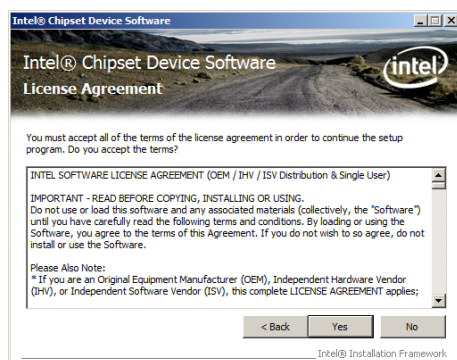 Intel® Chipset Device Software
Intel® Chipset Device Software
intel
License Agreement
You must accept all of the terms of the license agreement in order to continue the setup
program. Do you accept the terms?
INTEL SOFTWARE LICENSE AGREEMENT (OEM / IHV / ISV Distribution & Single User)
IMPORTANT - READ BEFORE COPYING, INSTALLING OR USING.
Do not use or load this software and any associated materials (collectively, the "Software")
until you have carefully read the following terms and conditions. By loading or using the
Software, you agree to the terms of this Agreement. If you do not wish to so agree, do not
install or use the Software.
Please Also Note:
* If you are an Original Equipment Manufacturer (OEM), Independent Hardware Vendor
(IHV), or Independent Software Vendor (ISV), this complete LICENSE AGREEMENT applies;
< Back Yes No
Intel® Installation Framework